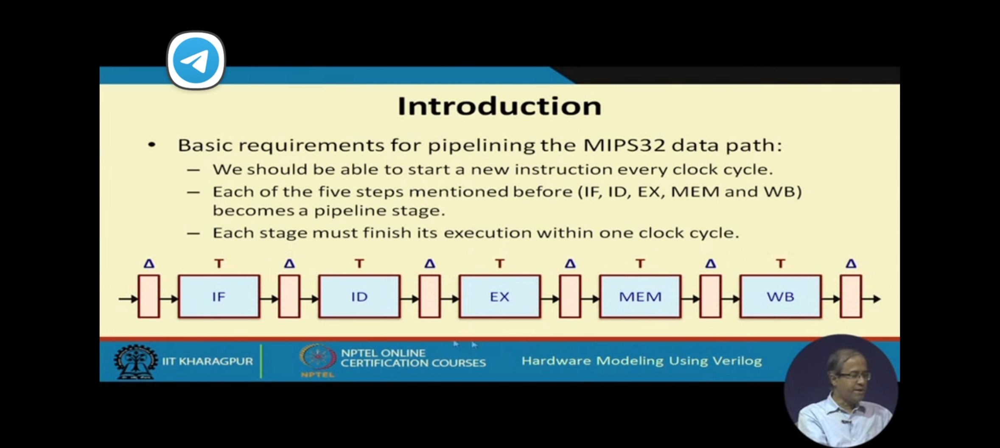 Introduction
• Basic requirements for pipelining the MIPS32 data path:
– We should be able to start a new instruction every clock cycle.
– Each of the five steps mentioned before (IF, ID, EX, MEM and WB)
becomes a pipeline stage.
– Each stage must finish its execution within one clock cycle.
Δ T Δ T Δ T Δ T Δ T Δ
IF ID EX MEM WB
IIT KHARAGPUR
NPTEL
NPTEL ONLINE
CERTIFICATION COURSES
Hardware Modeling Using Verilog